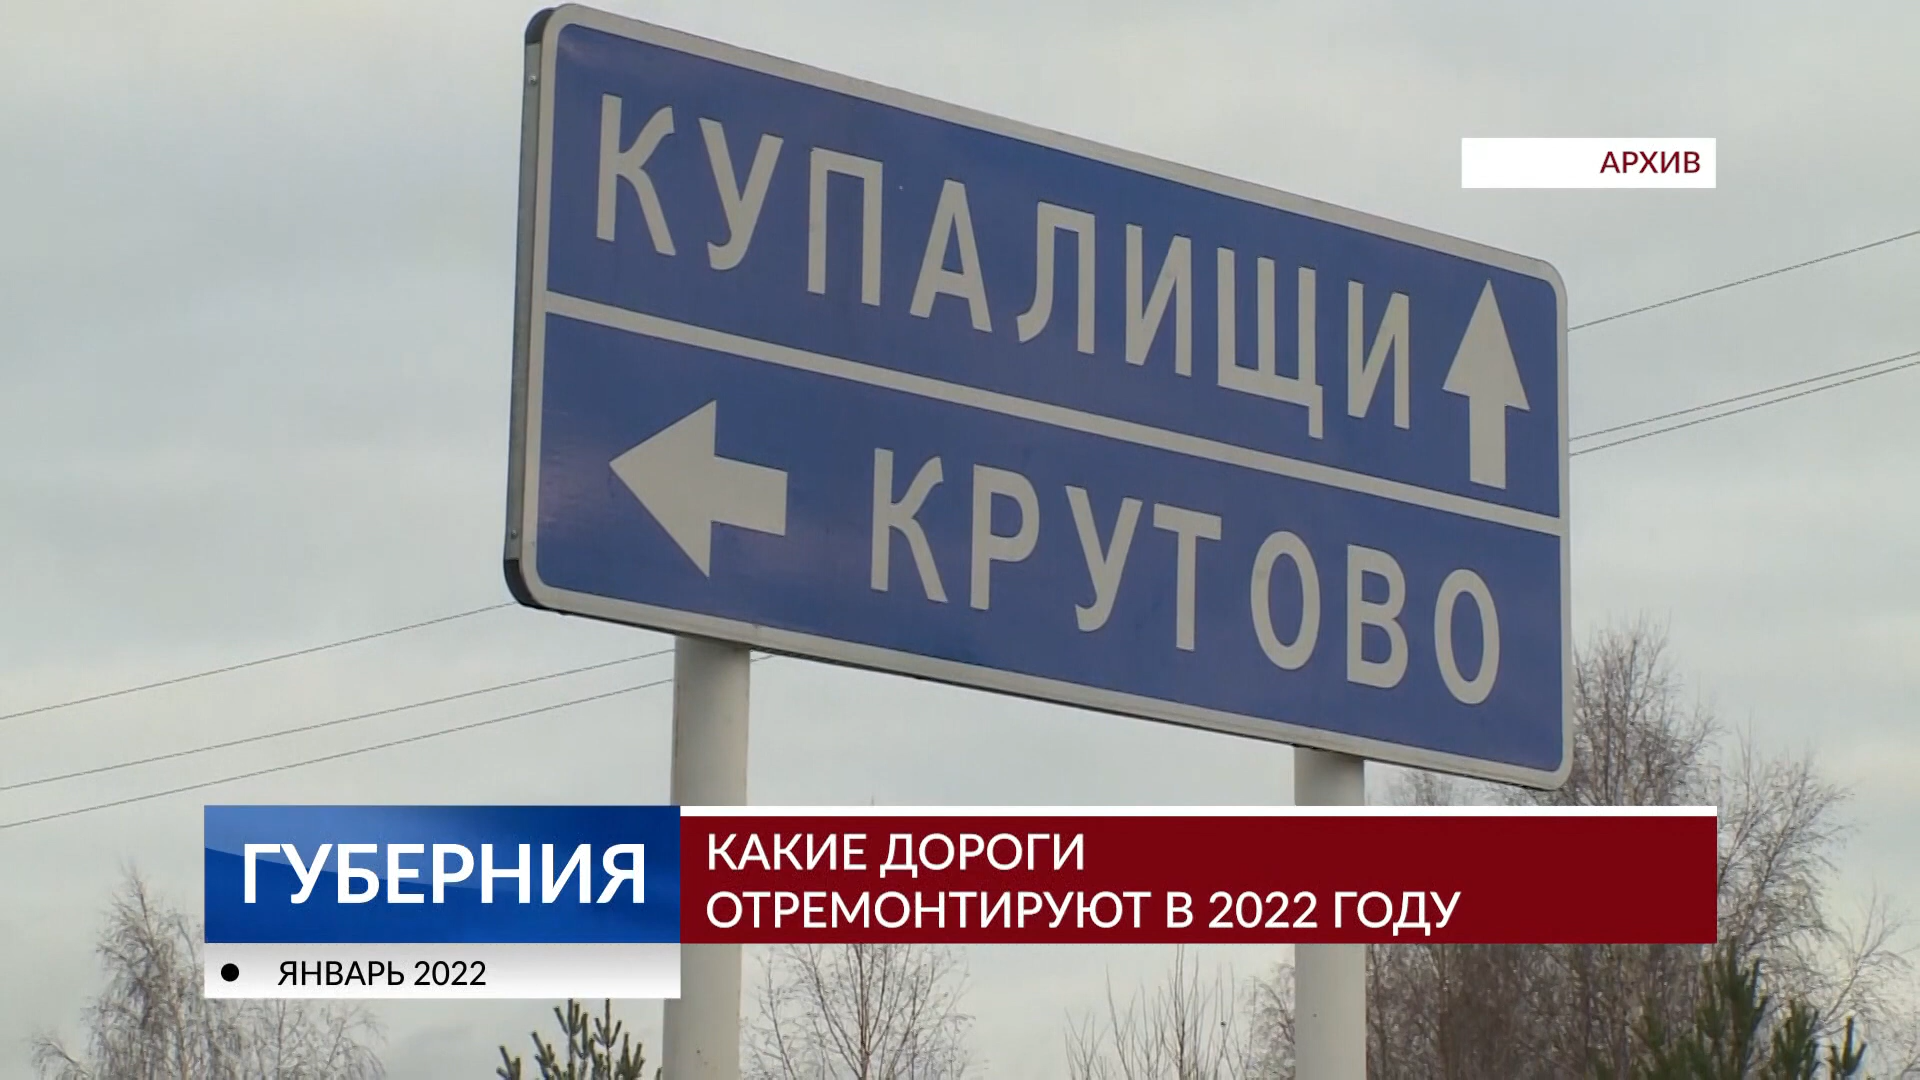 КУПАЛИЩИ
КРУТОВО
АРХИВ
ГУБЕРНИЯ
КАКИЕ ДОРОГИ
ОТРЕМОНТИРУЮТ В 2022 ГОДУ
ЯНВАРЬ 2022